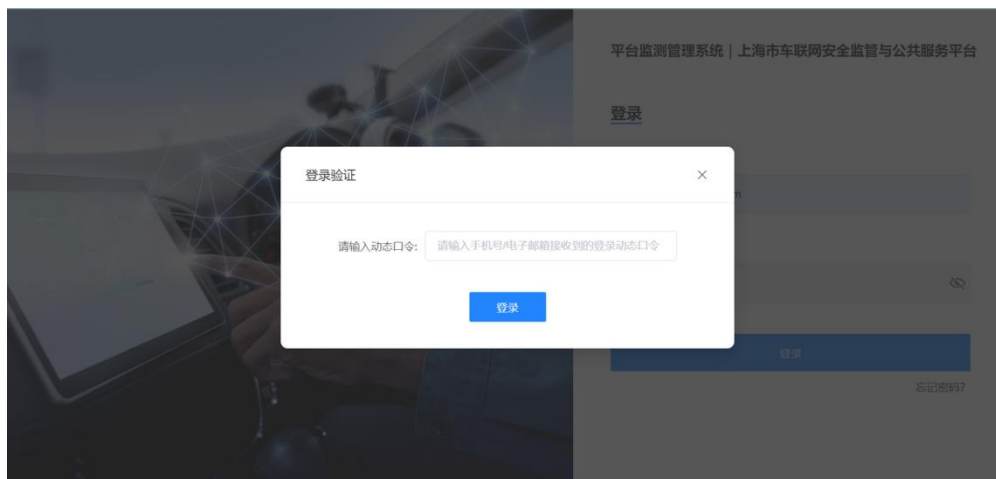 平台监测管理系统 | 上海市车联网安全监管与公共服务平台
登录
登录验证
请输入动态口令:
请输入手机号/电子邮箱接收到的登录动态口令
登录
登录
忘记密码?